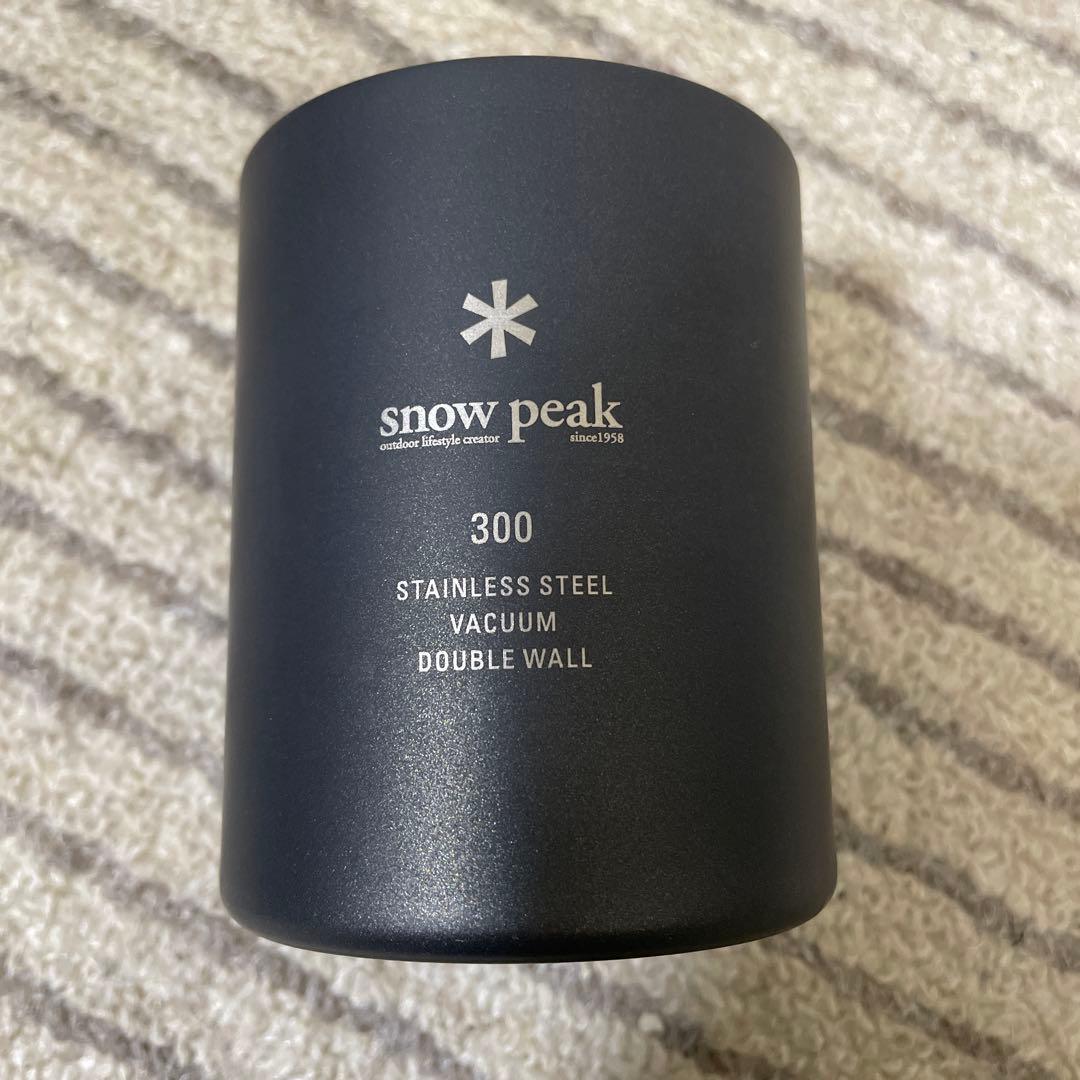 snow peak
outdoor lifestyle creator since1958
300
STAINLESS STEEL
VACUUM
DOUBLE WALL